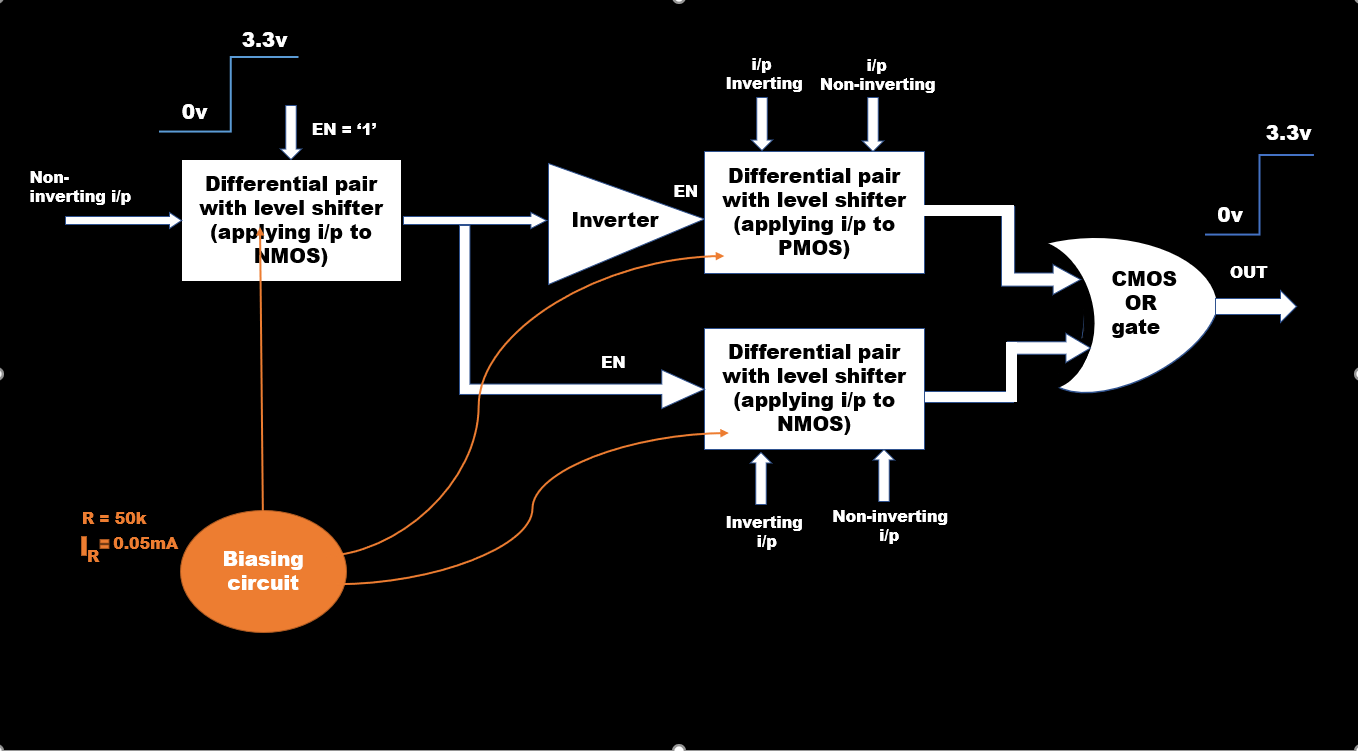 3.3v
0v
EN = ‘1’
Non-
inverting i/p
Differential pair
with level shifter
(applying i/p to
NMOS)
Inverter
EN
i/p
Inverting
i/p
Non-inverting
Differential pair
with level shifter
(applying i/p to
PMOS)
EN
Differential pair
with level shifter
(applying i/p to
NMOS)
Inverting
i/p
Non-inverting
i/p
CMOS
OR
gate
3.3v
0v
OUT
R = 50k
I R = 0.05mA
Biasing
circuit